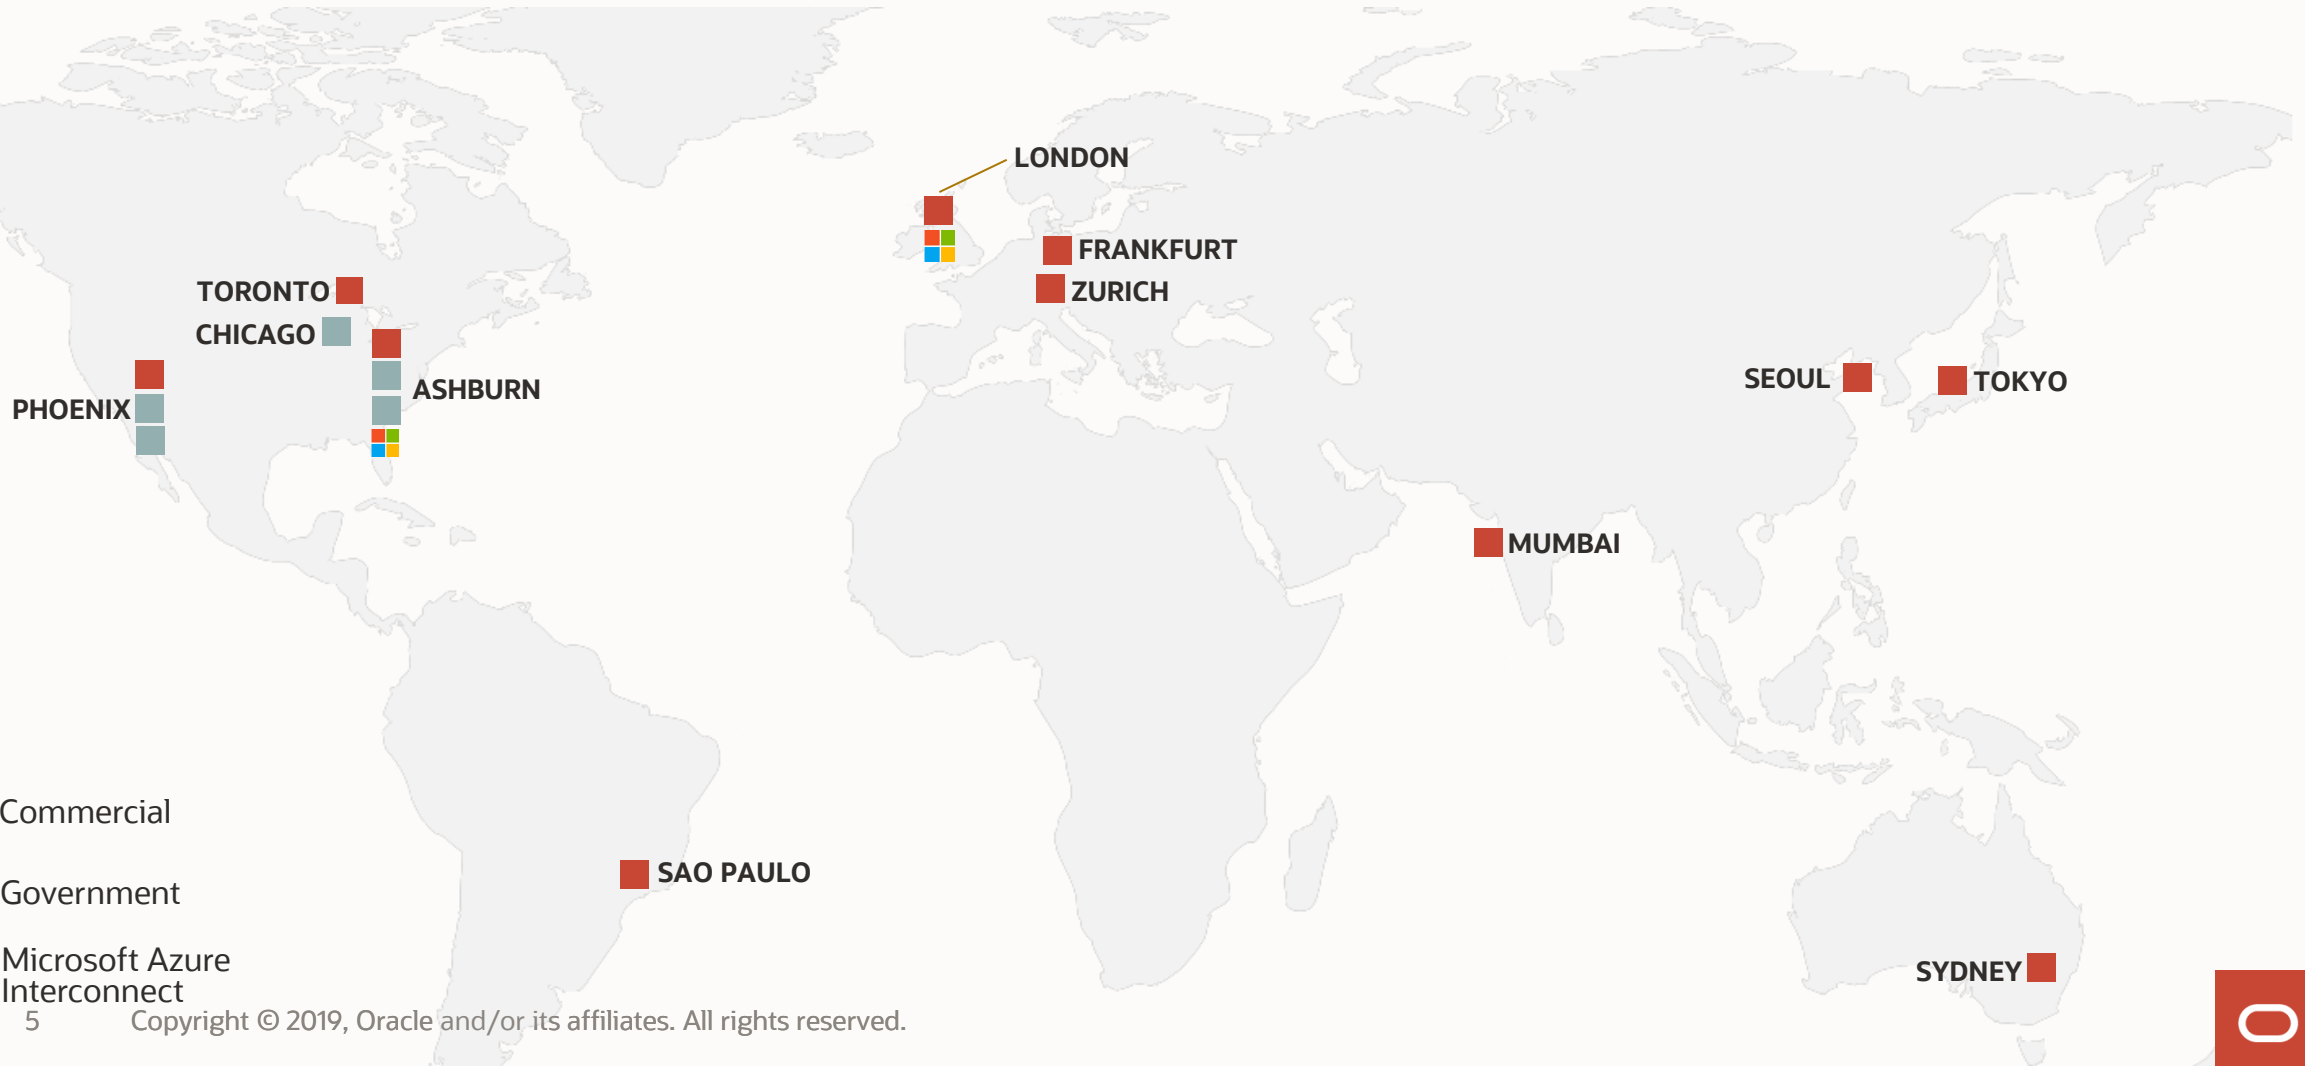 LONDON
FRANKFURT
ZURICH
TORONTO
CHICAGO
ASHBURN
PHOENIX
SEOUL
TOKYO
MUMBAI
SAO PAULO
SYDNEY
Commercial
Government
Microsoft Azure
Interconnect
5 Copyright © 2019, Oracle and/or its affiliates. All rights reserved.